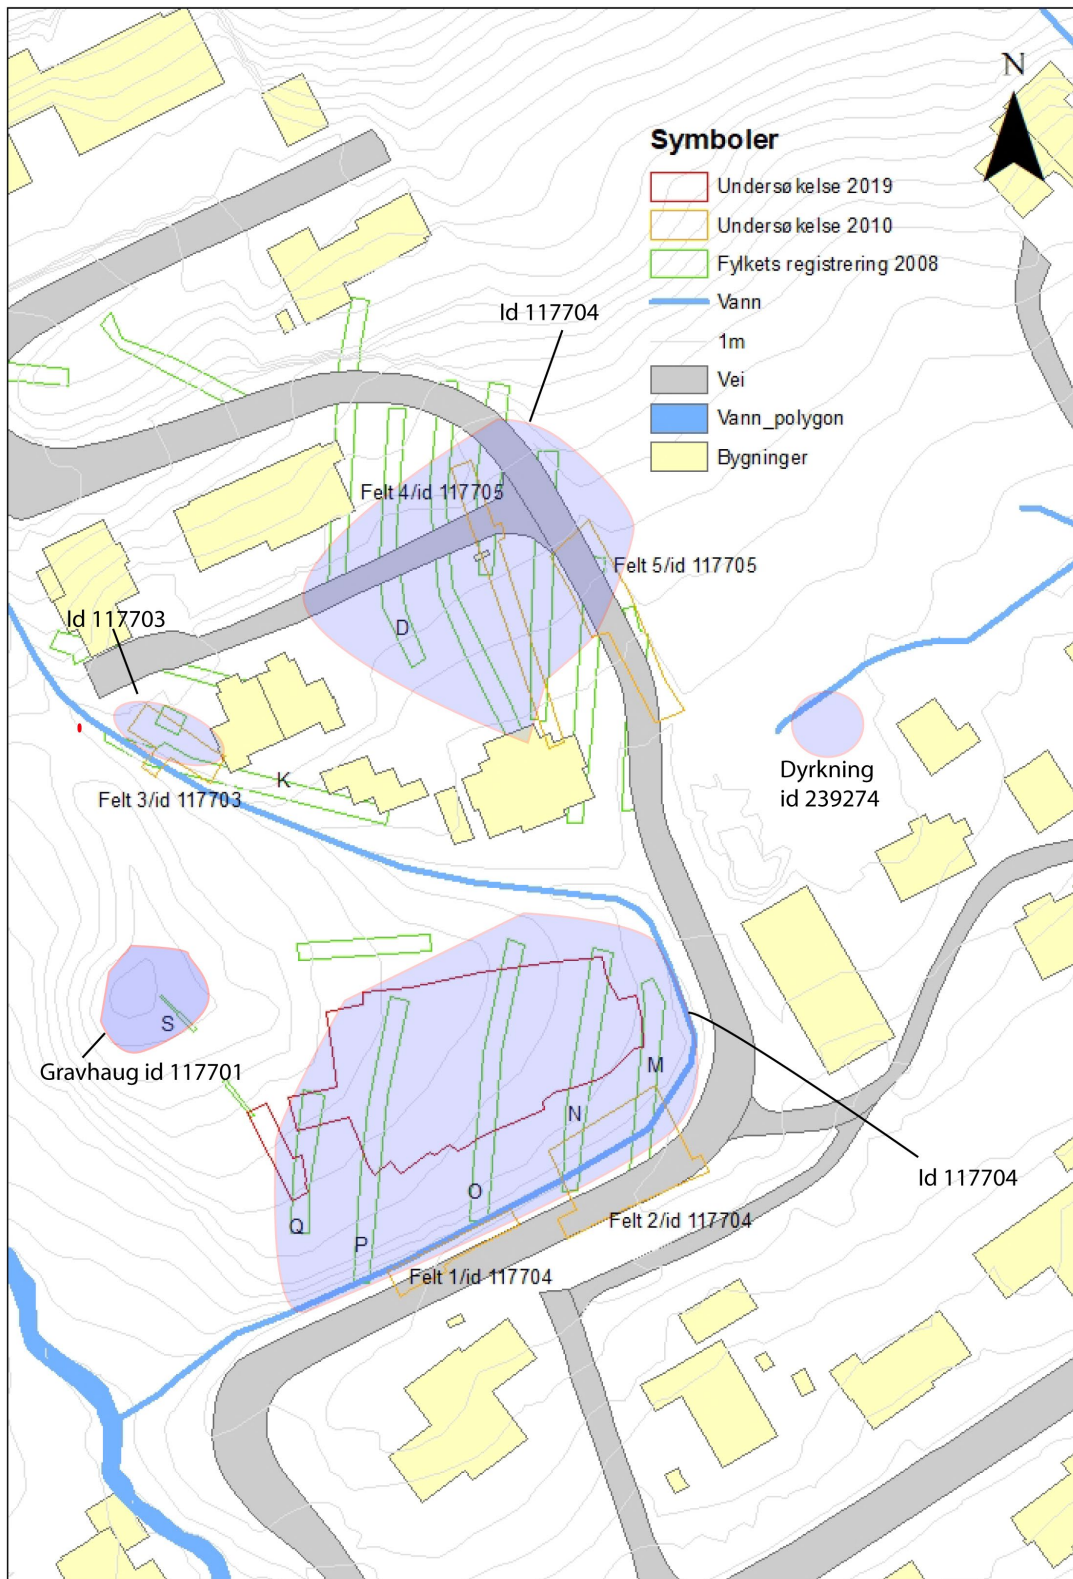 N
Symboler
Undersøkelse 2019
Undersøkelse 2010
Fylkets registrering 2008
Vann
1m
Vei
Vann_polygon
Bygninger
Id 117704
Felt 4/id 117705
Felt 5/id 117705
Id 117703
D
K
Felt 3/id 117703
Dyrkning
id 239274
S
Gravhaug id 117701
M
N
O
Q
P
Id 117704
Felt 2/id 117704
Felt 1/id 117704